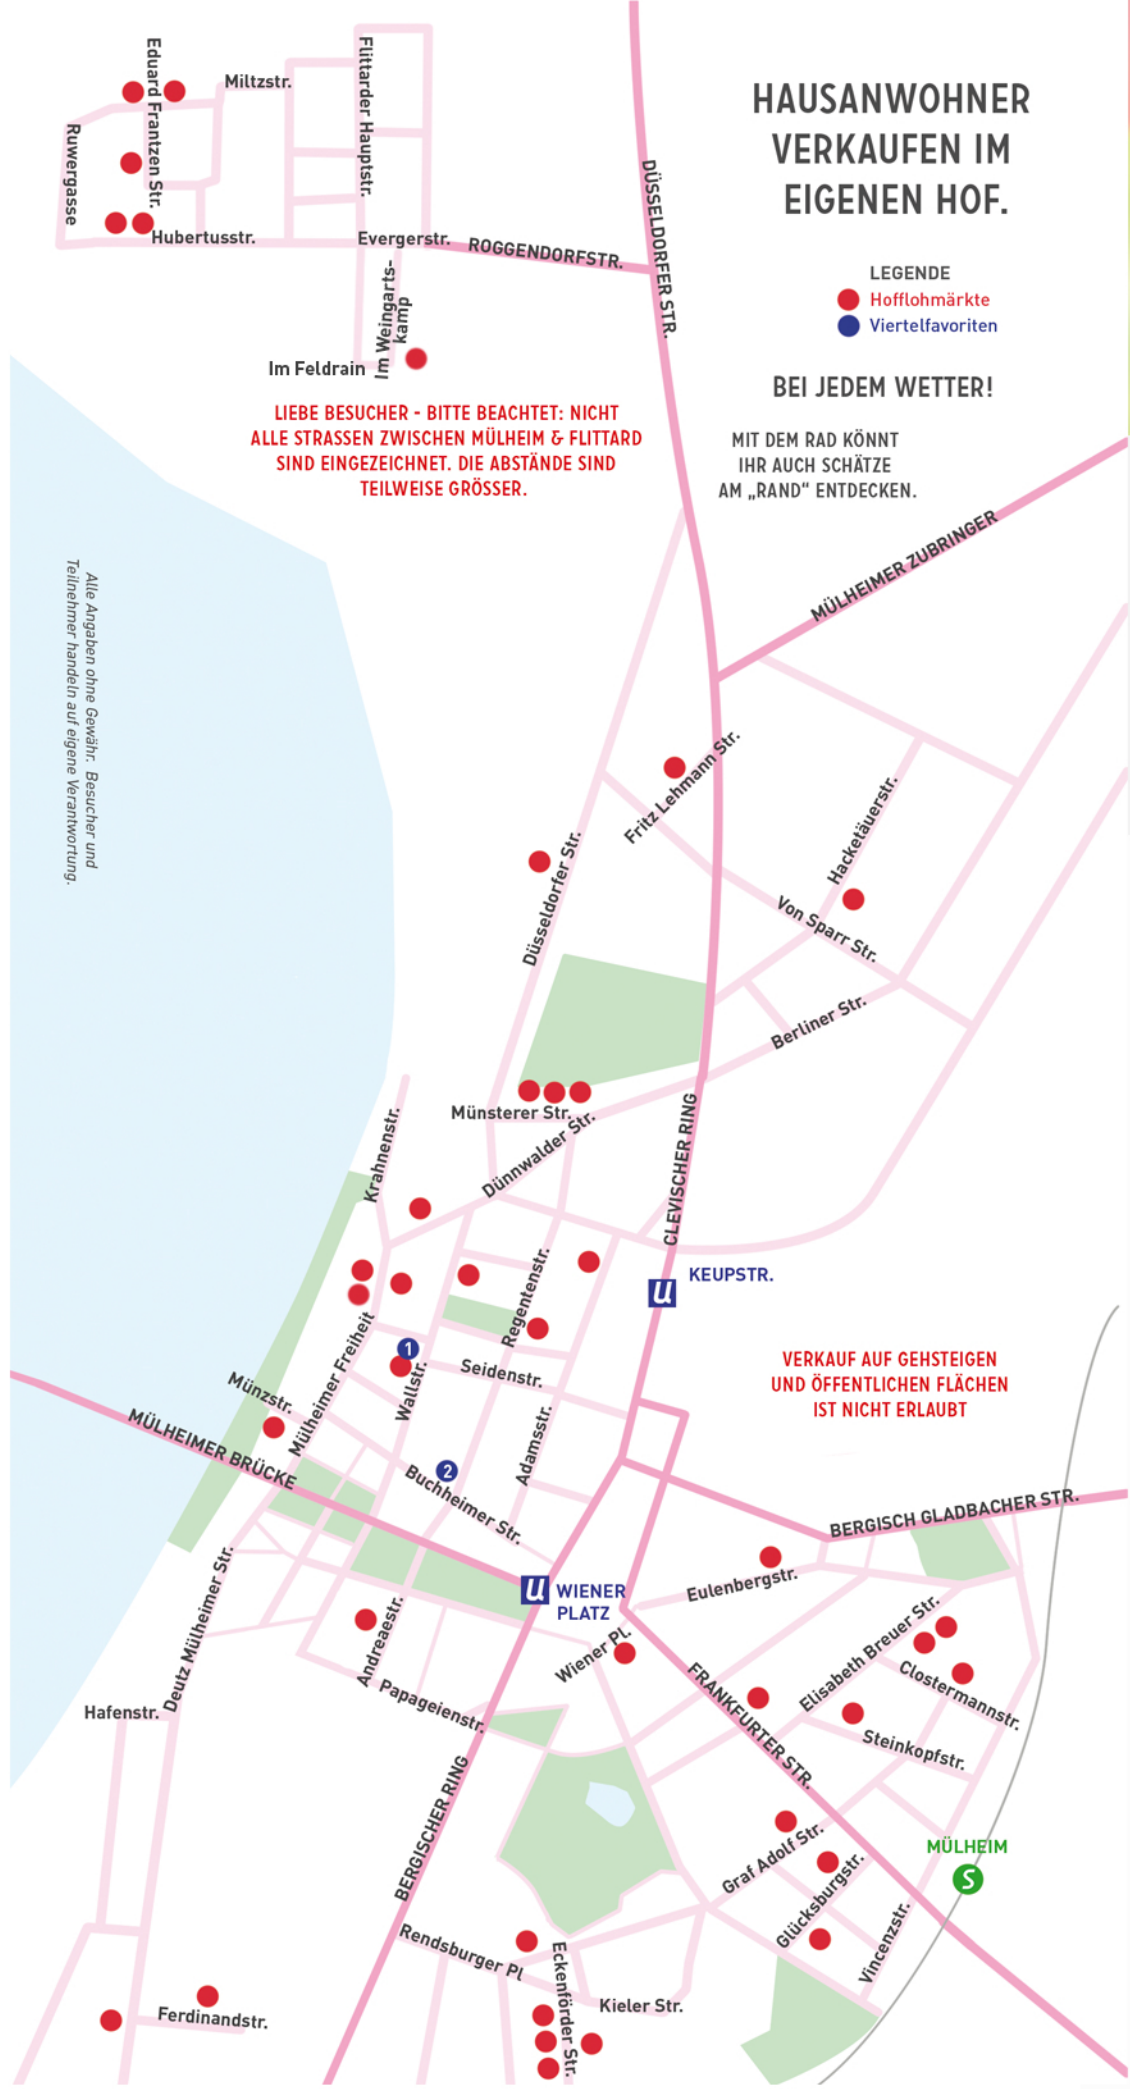 HAUSANWOHNER
VERKAUFEN IM
EIGENEN HOF.
LEGENDE
Hofflohmärkte
Viertelfavoriten
BEI JEDEM WETTER!
MIT DEM RAD KÖNNT
IHR AUCH SCHÄTZE
AM „RAND“ ENTDECKEN.
Eduard Frantzen Str.
Miltzstr.
Flittarder Hauptstr.
Ruwergasse
Hubertusstr.
Evergerstr.
ROGGENDORFSTR.
DÜSSELDORFER STR.
Im Weingarts-
kamp
Im Feldrain
LIEBE BESUCHER - BITTE BEACHTET: NICHT
ALLE STRASSEN ZWISCHEN MÜLHEIM & FLITTARD
SIND EINGEZEICHNET. DIE ABSTÄNDE SIND
TEILWEISE GRÖSSER.
MÜLHEIMER ZUBRINGER
Alle Angaben ohne Gewähr. Besucher und
Teilnehmer handeln auf eigene Verantwortung.
Fritz Lehmann Str.
Hacketäuerstr.
Düsseldorfer Str.
Von Sparr Str.
Berliner Str.
Münsterer Str.
Dünnwalder Str.
Krahnenstr.
CLEVISCHER RING
U
KEUPSTR.
Regentenstr.
Mülheimer Freiheit
1
Wallstr.
Seidenstr.
Münzstr.
Adamsstr.
VERKAUF AUF GEHSTEIGEN
UND ÖFFENTLICHEN FLÄCHEN
IST NICHT ERLAUBT
MÜLHEIMER BRÜCKE
2
Buchheimer Str.
BERGISCH GLADBACHER STR.
U
WIENER
PLATZ
Eulenbergstr.
Deutz Mülheimer Str.
Andreaestr.
Wiener Pl.
Elisabeth Breuer Str.
Clostermannstr.
FRANKFURTER STR.
Papageienstr.
Hafenstr.
Steinkopfstr.
BERGISCHER RING
Graf Adolf Str.
MÜLHEIM
S
Glücksburgstr.
Vincenzstr.
Rendsburger Pl
Eckenförder Str.
Kieler Str.
Ferdinandstr.